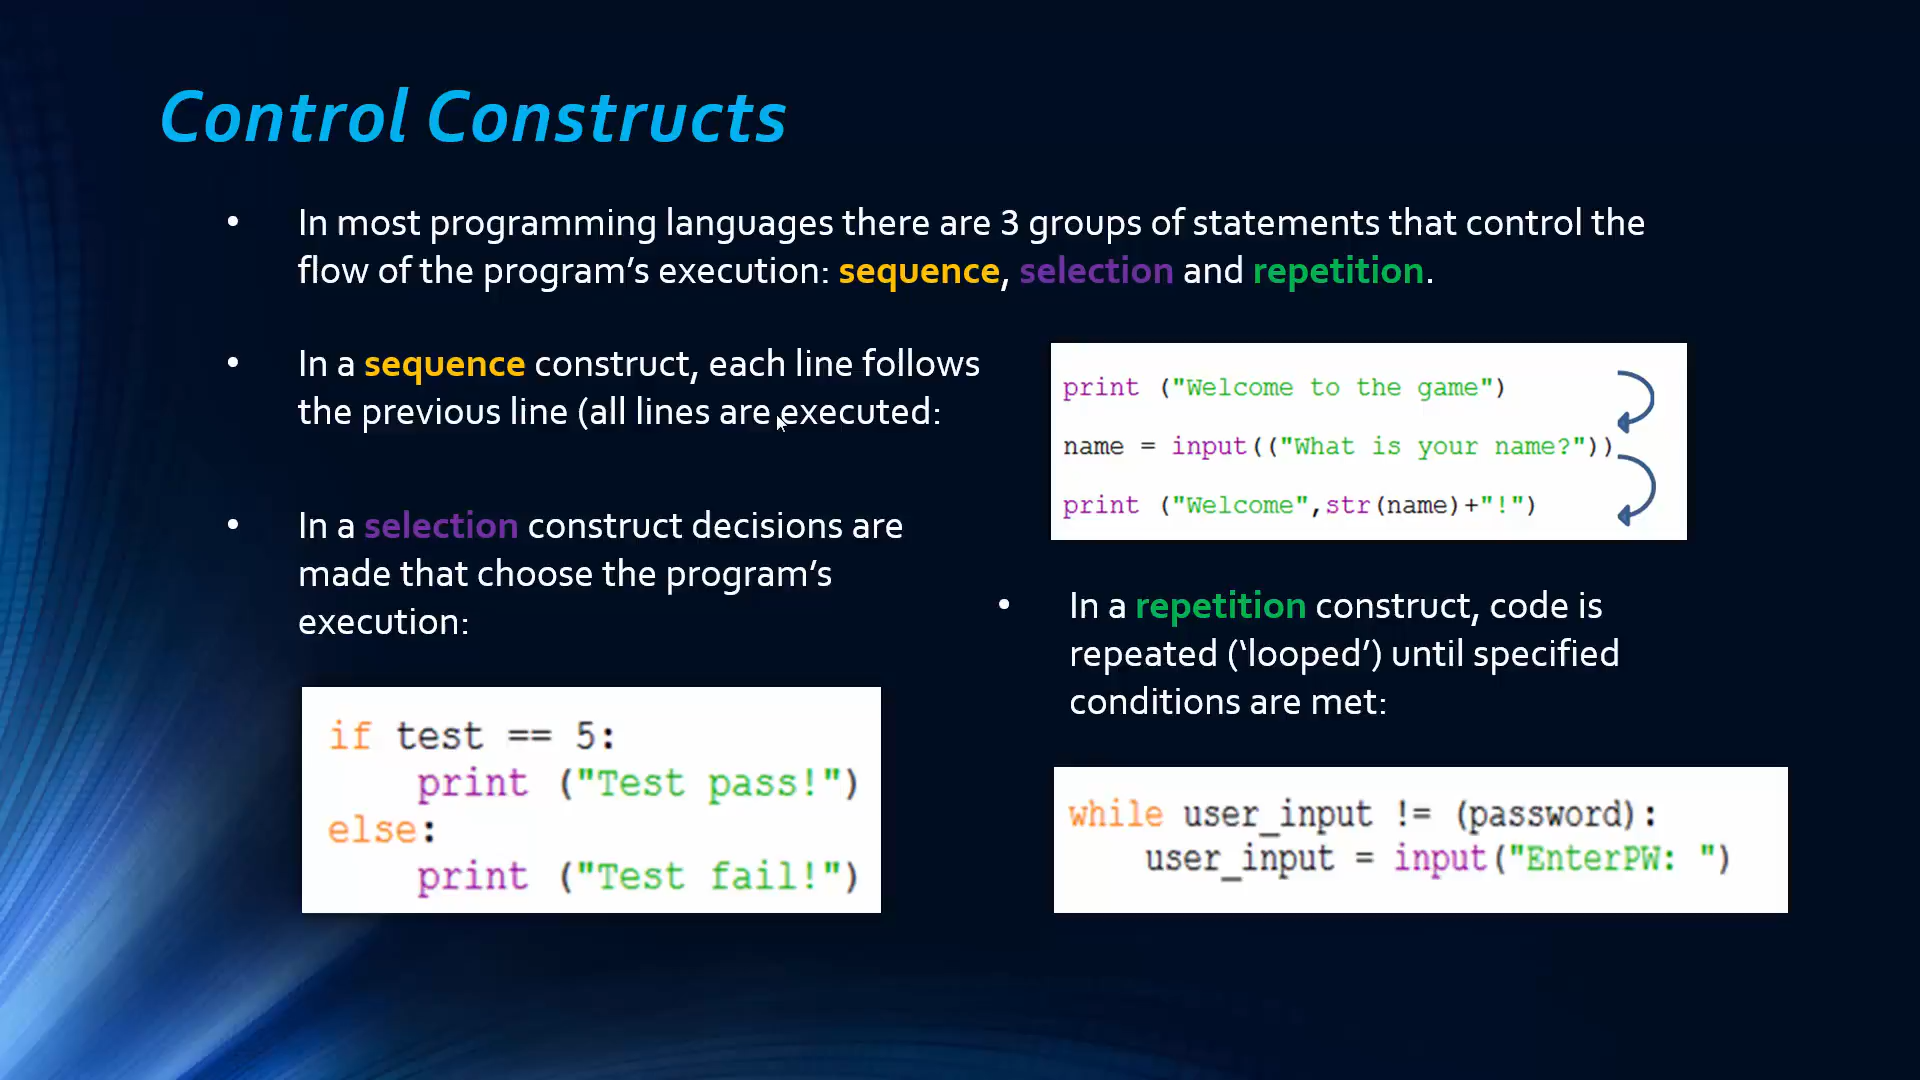 Control Constructs
• In most programming languages there are 3 groups of statements that control the
flow of the program’s execution: sequence, selection and repetition.
• In a sequence construct, each line follows
the previous line (all lines are executed:
print ("Welcome to the game")
name = input(("What is your name?"))
print ("Welcome",str(name)+"!")
• In a selection construct decisions are
made that choose the program’s
execution:
if test == 5:
    print ("Test pass!")
else:
    print ("Test fail!")
• In a repetition construct, code is
repeated (‘looped’) until specified
conditions are met:
while user_input != (password):
    user_input = input("EnterPW: ")